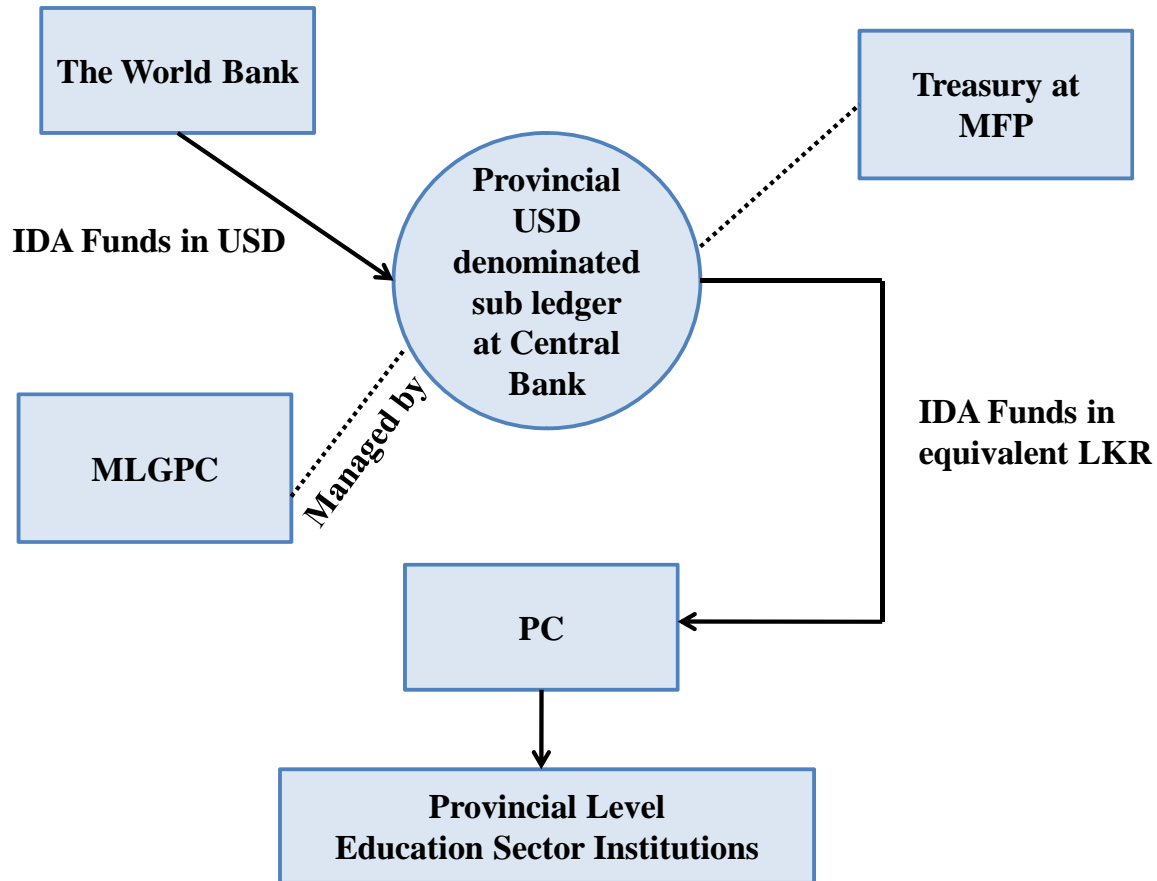 The World Bank
Treasury at
MFP
Provincial
USD
denominated
sub ledger
at Central
Bank
IDA Funds in USD
MLGPC
Managed by
IDA Funds in
equivalent LKR
PC
Provincial Level
Education Sector Institutions